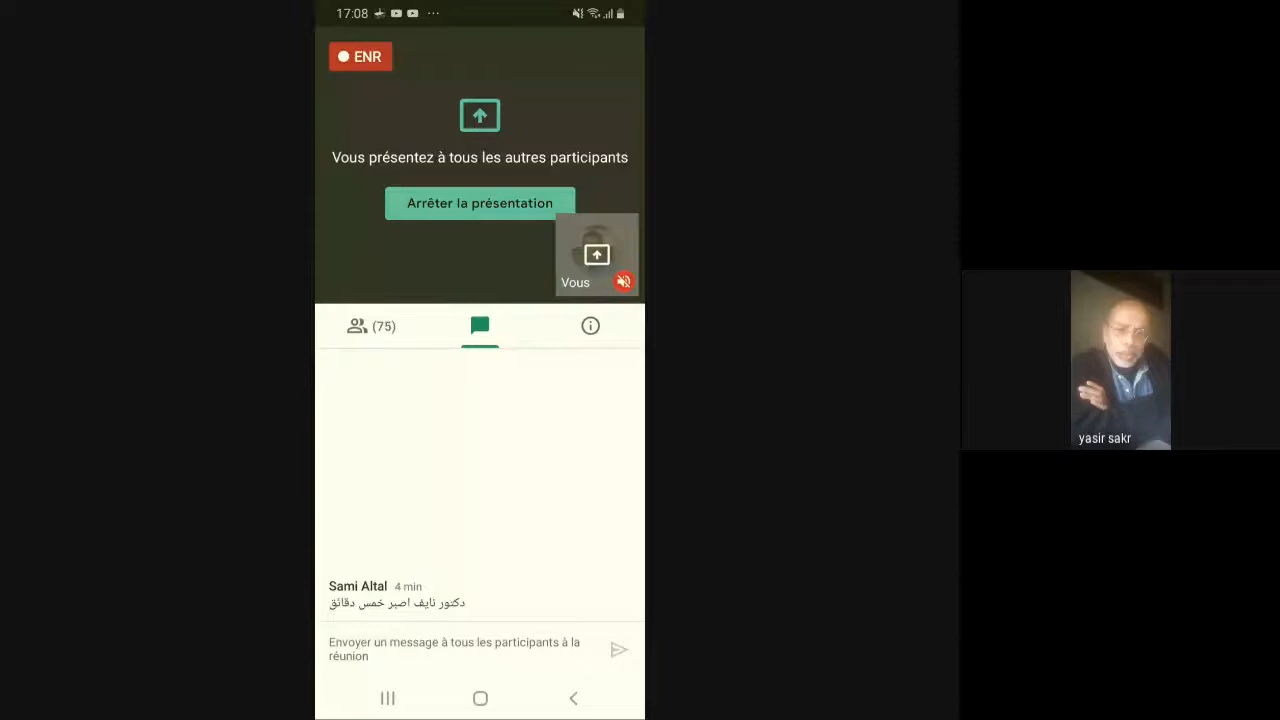 17:08
ENR
Vous présentez à tous les autres participants
Arrêter la présentation
Vous
(75)
yasir sakr
Sami Altal 4 min
دكتور نايف اصبر خمس دقائق
Envoyer un message à tous les participants à la
réunion